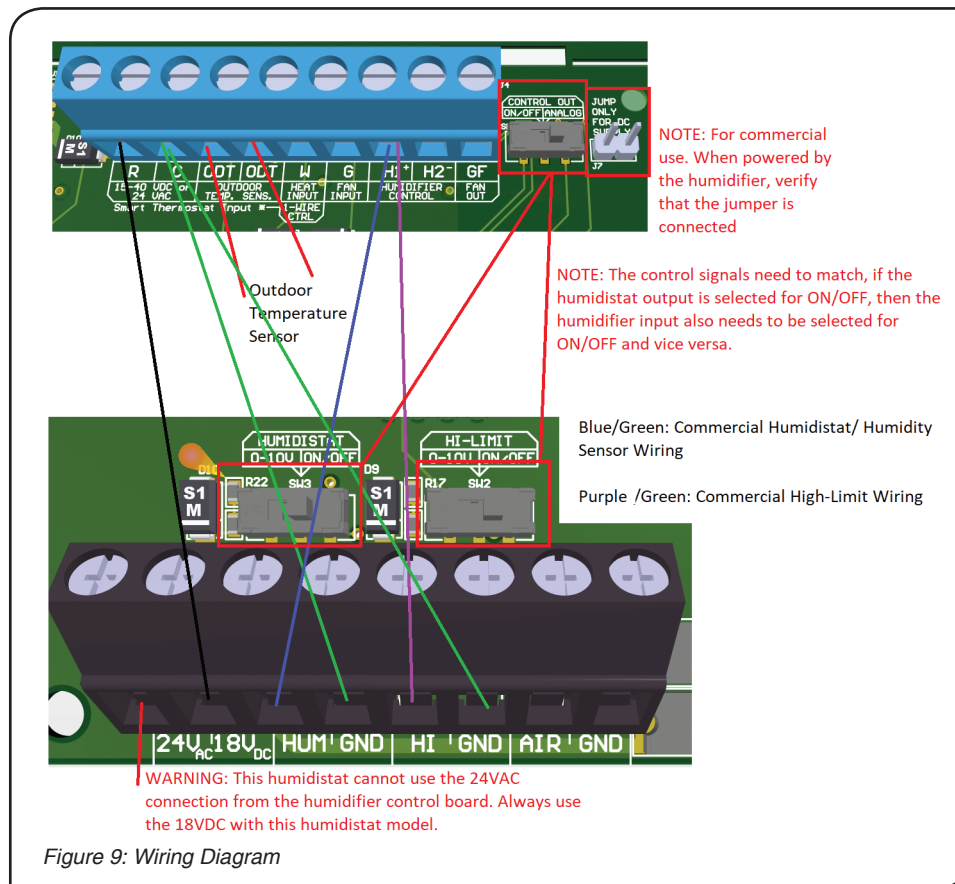 J4
CONTROL OUT
ON/OFF ANALOG
JUMP
ONLY
FOR DC
SUPPLY
J7
S1
M
R C ODT ODT W G H1+ H2- GF
15-40 VDC or
24 VAC
OUTDOOR
TEMP. SENS.
HEAT
INPUT
FAN
INPUT
HUMIDIFIER
CONTROL
FAN
OUT
Smart Thermostat Input *
1-WIRE
CTRL
NOTE: For commercial
use. When powered by
the humidifier, verify
that the jumper is
connected
Outdoor
Temperature
Sensor
NOTE: The control signals need to match, if the
humidistat output is selected for ON/OFF, then the
humidifier input also needs to be selected for
ON/OFF and vice versa.
HUMIDISTAT
0-10V ON/OFF
HI-LIMIT
0-10V ON/OFF
D10
R22
SW3
D9
R17
SW2
S1
M
S1
M
Blue/Green: Commercial Humidistat/ Humidity
Sensor Wiring
Purple /Green: Commercial High-Limit Wiring
24VAC 18VDC HUM GND HI GND AIR GND
WARNING: This humidistat cannot use the 24VAC
connection from the humidifier control board. Always use
the 18VDC with this humidistat model.
Figure 9: Wiring Diagram